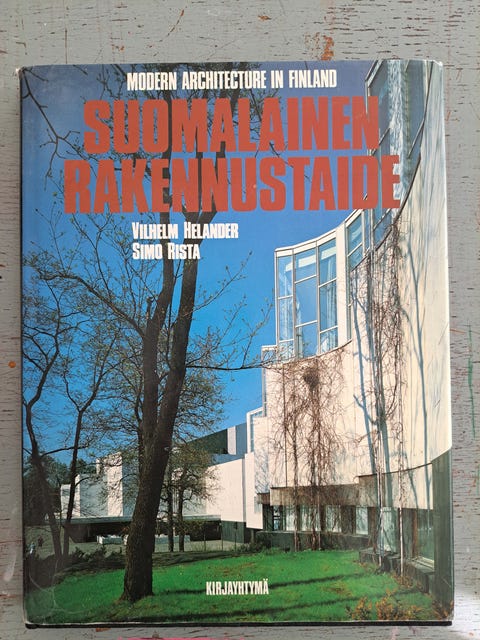 MODERN ARCHITECTURE IN FINLAND
SUOMALAINEN
RAKENNUSTAIDE
VILHELM HELANDER
SIMO RISTA
KIRJAYHTYMÄ